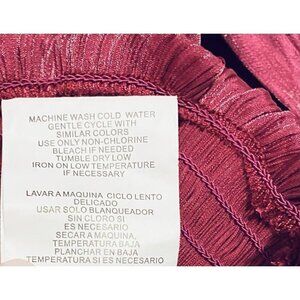 MACHINE WASH COLD WATER
GENTLE CYCLE WITH
SIMILAR COLORS
USE ONLY NON-CHLORINE
BLEACH IF NEEDED
TUMBLE DRY LOW
IRON ON LOW TEMPERATURE
IF NECESSARY
LAVAR A MAQUINA, CICLO LENTO
DELICADO
USAR SOLO BLANQUEADOR
SIN CLORO SI
ES NECESARIO
SECAR A MAQUINA,
TEMPERATURA BAJA
PLANCHAR EN BAJA
TEMPERATURA SI ES NECESARIO